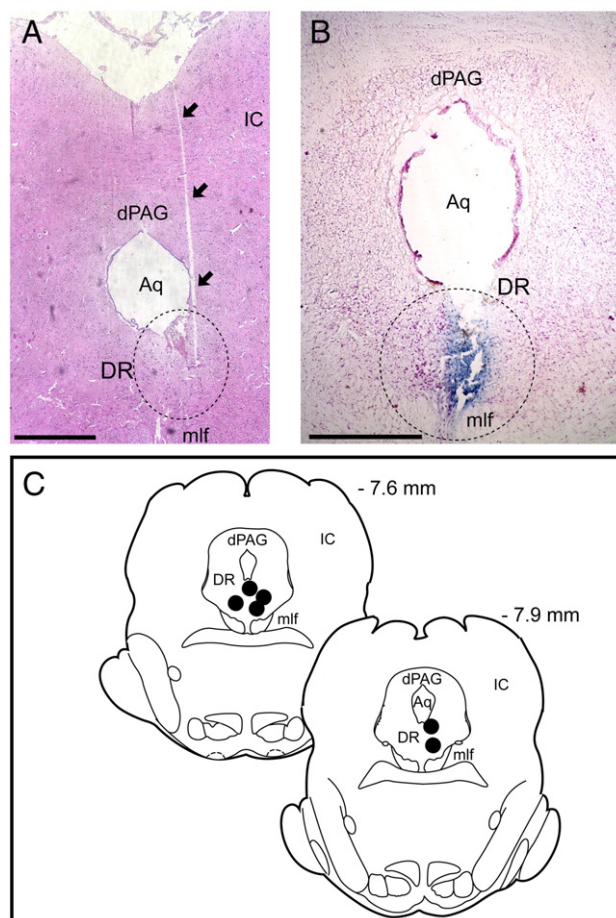 A
IC
dPAG
Aq
DR
mlf
B
dPAG
Aq
DR
mlf
C
- 7.6 mm
dPAG
IC
DR
mlf
- 7.9 mm
dPAG
IC
Aq
DR
mlf